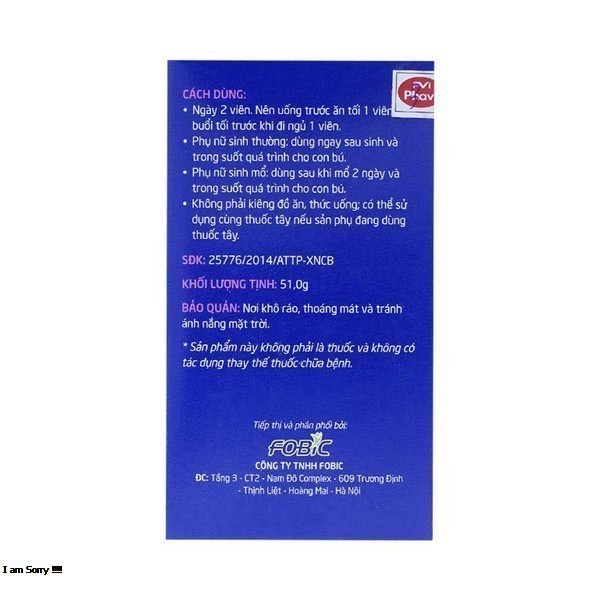 CÁCH DÙNG:
• Ngày 2 viên. Nên uống trước ăn tối 1 viên
buổi tối trước khi đi ngủ 1 viên.
• Phụ nữ sinh thường: dùng ngay sau sinh và
trong suốt quá trình cho con bú.
• Phụ nữ sinh mổ: dùng sau khi mổ 2 ngày và
trong suốt quá trình cho con bú.
• Không phải kiêng đồ ăn, thức uống; có thể sử
dụng cùng thuốc tây nếu sản phụ đang dùng
thuốc tây.
SĐK: 25776/2014/ATTP-XNCB
KHỐI LƯỢNG TỊNH: 51,0g
BẢO QUẢN: Nơi khô ráo, thoáng mát và tránh
ánh nắng mặt trời.
* Sản phẩm này không phải là thuốc và không có
tác dụng thay thế thuốc chữa bệnh.
Tiếp thị và phân phối bởi:
FOBIC
CÔNG TY TNHH FOBIC
ĐC: Tầng 3 - CT2 - Nam Đô Complex - 609 Trương Định
- Thịnh Liệt - Hoàng Mai - Hà Nội
I am Sorry !!!